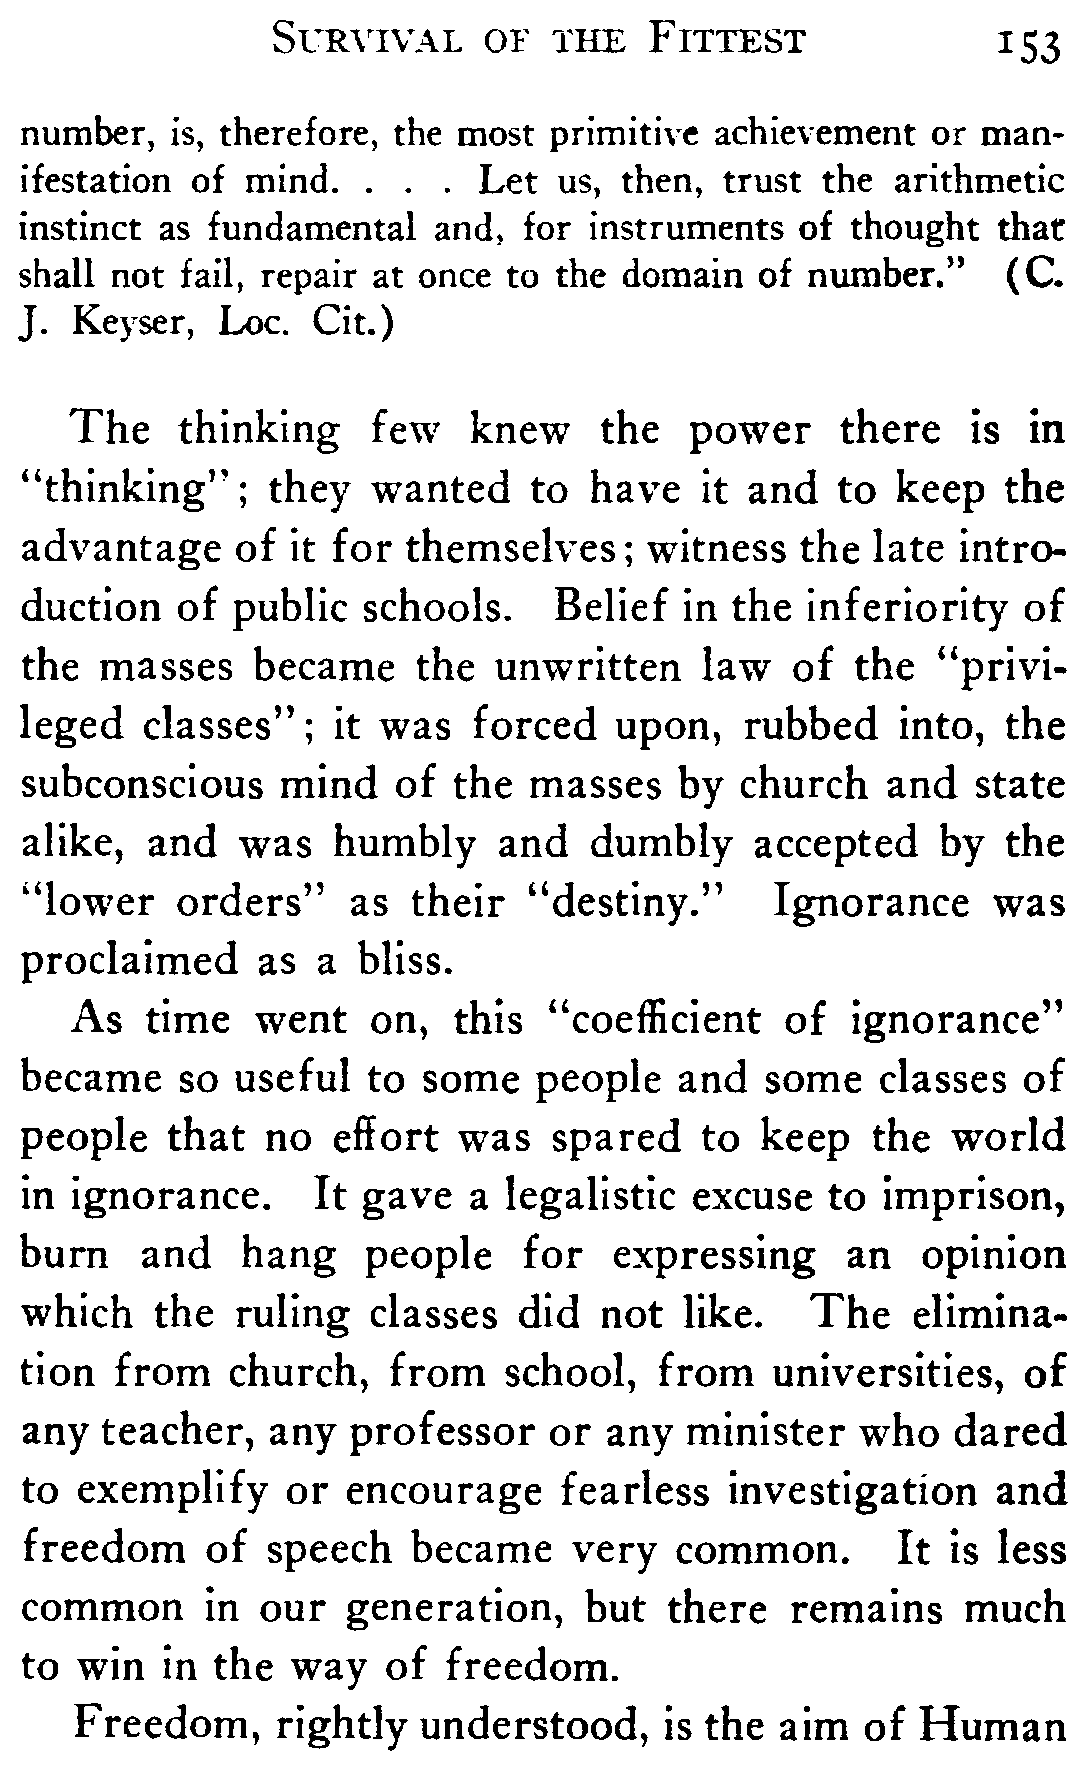 SURVIVAL OF THE FITTEST 153
number, is, therefore, the most primitive achievement or man-
ifestation of mind. . . . Let us, then, trust the arithmetic
instinct as fundamental and, for instruments of thought that
shall not fail, repair at once to the domain of number." (C.
J. Keyser, Loc. Cit.)
The thinking few knew the power there is in
"thinking"; they wanted to have it and to keep the
advantage of it for themselves; witness the late intro-
duction of public schools. Belief in the inferiority of
the masses became the unwritten law of the "privi-
leged classes"; it was forced upon, rubbed into, the
subconscious mind of the masses by church and state
alike, and was humbly and dumbly accepted by the
"lower orders" as their "destiny." Ignorance was
proclaimed as a bliss.
As time went on, this "coefficient of ignorance"
became so useful to some people and some classes of
people that no effort was spared to keep the world
in ignorance. It gave a legalistic excuse to imprison,
burn and hang people for expressing an opinion
which the ruling classes did not like. The elimina-
tion from church, from school, from universities, of
any teacher, any professor or any minister who dared
to exemplify or encourage fearless investigation and
freedom of speech became very common. It is less
common in our generation, but there remains much
to win in the way of freedom.
Freedom, rightly understood, is the aim of Human